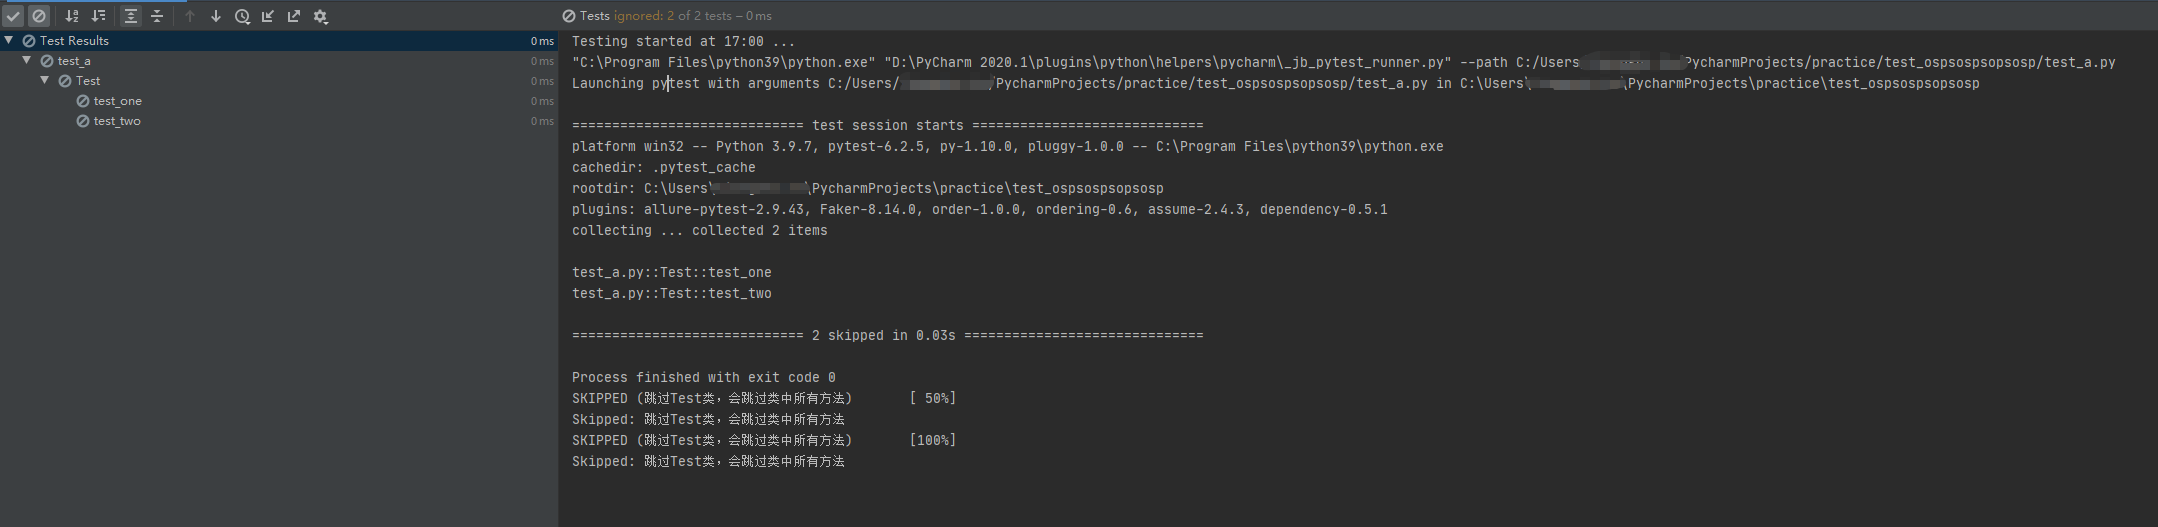 Tests ignored: 2 of 2 tests – 0 ms
Test Results 0 ms
test_a 0 ms
Test 0 ms
test_one 0 ms
test_two 0 ms
Testing started at 17:00 ...
"C:\Program Files\python39\python.exe" "D:\PyCharm 2020.1\plugins\python\helpers\pycharm\_jb_pytest_runner.py" --path C:/Users PycharmProjects/practice/test_ospsospsopsosp/test_a.py
Launching pytest with arguments C:/Users/ /PycharmProjects/practice/test_ospsospsopsosp/test_a.py in C:\Users\ \PycharmProjects\practice\test_ospsospsopsosp
============================= test session starts =============================
platform win32 -- Python 3.9.7, pytest-6.2.5, py-1.10.0, pluggy-1.0.0 -- C:\Program Files\python39\python.exe
cachedir: .pytest_cache
rootdir: C:\Users\ \PycharmProjects\practice\test_ospsospsopsosp
plugins: allure-pytest-2.9.43, Faker-8.14.0, order-1.0.0, ordering-0.6, assume-2.4.3, dependency-0.5.1
collecting ... collected 2 items
test_a.py::Test::test_one
test_a.py::Test::test_two
============================= 2 skipped in 0.03s ==============================
Process finished with exit code 0
SKIPPED (跳过Test类，会跳过类中所有方法) [ 50%]
Skipped: 跳过Test类，会跳过类中所有方法
SKIPPED (跳过Test类，会跳过类中所有方法) [100%]
Skipped: 跳过Test类，会跳过类中所有方法